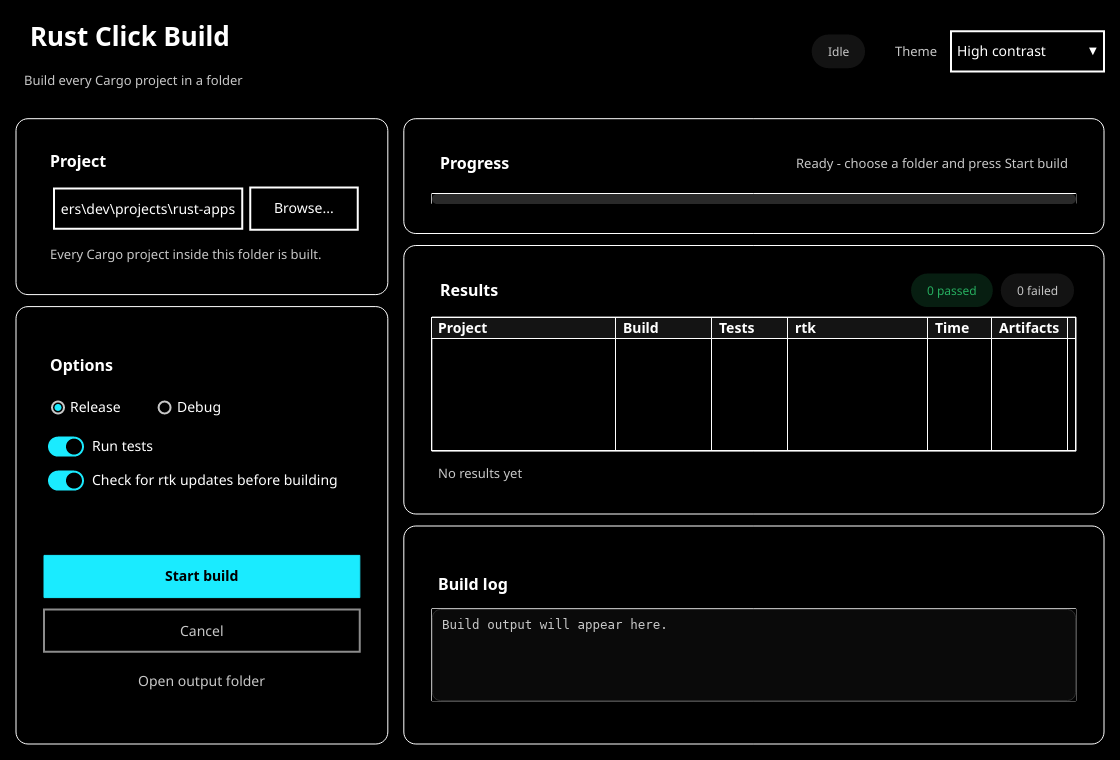 Rust Click Build
Build every Cargo project in a folder
Idle
Theme
High contrast
Project
ers\dev\projects\rust-apps
Browse...
Every Cargo project inside this folder is built.
Options
Release
Debug
Run tests
Check for rtk updates before building
Start build
Cancel
Open output folder
Progress
Ready - choose a folder and press Start build
Results
0 passed
0 failed
Project Build Tests rtk Time Artifacts
No results yet
Build log
Build output will appear here.